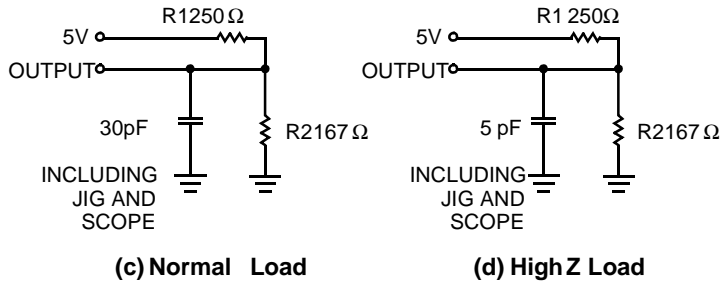 R1250Ω
5V
OUTPUT
30pF
R2167 Ω
INCLUDING
JIG AND
SCOPE
(c) Normal Load
R1 250Ω
5V
OUTPUT
5 pF
R2167 Ω
INCLUDING
JIG AND
SCOPE
(d) High Z Load